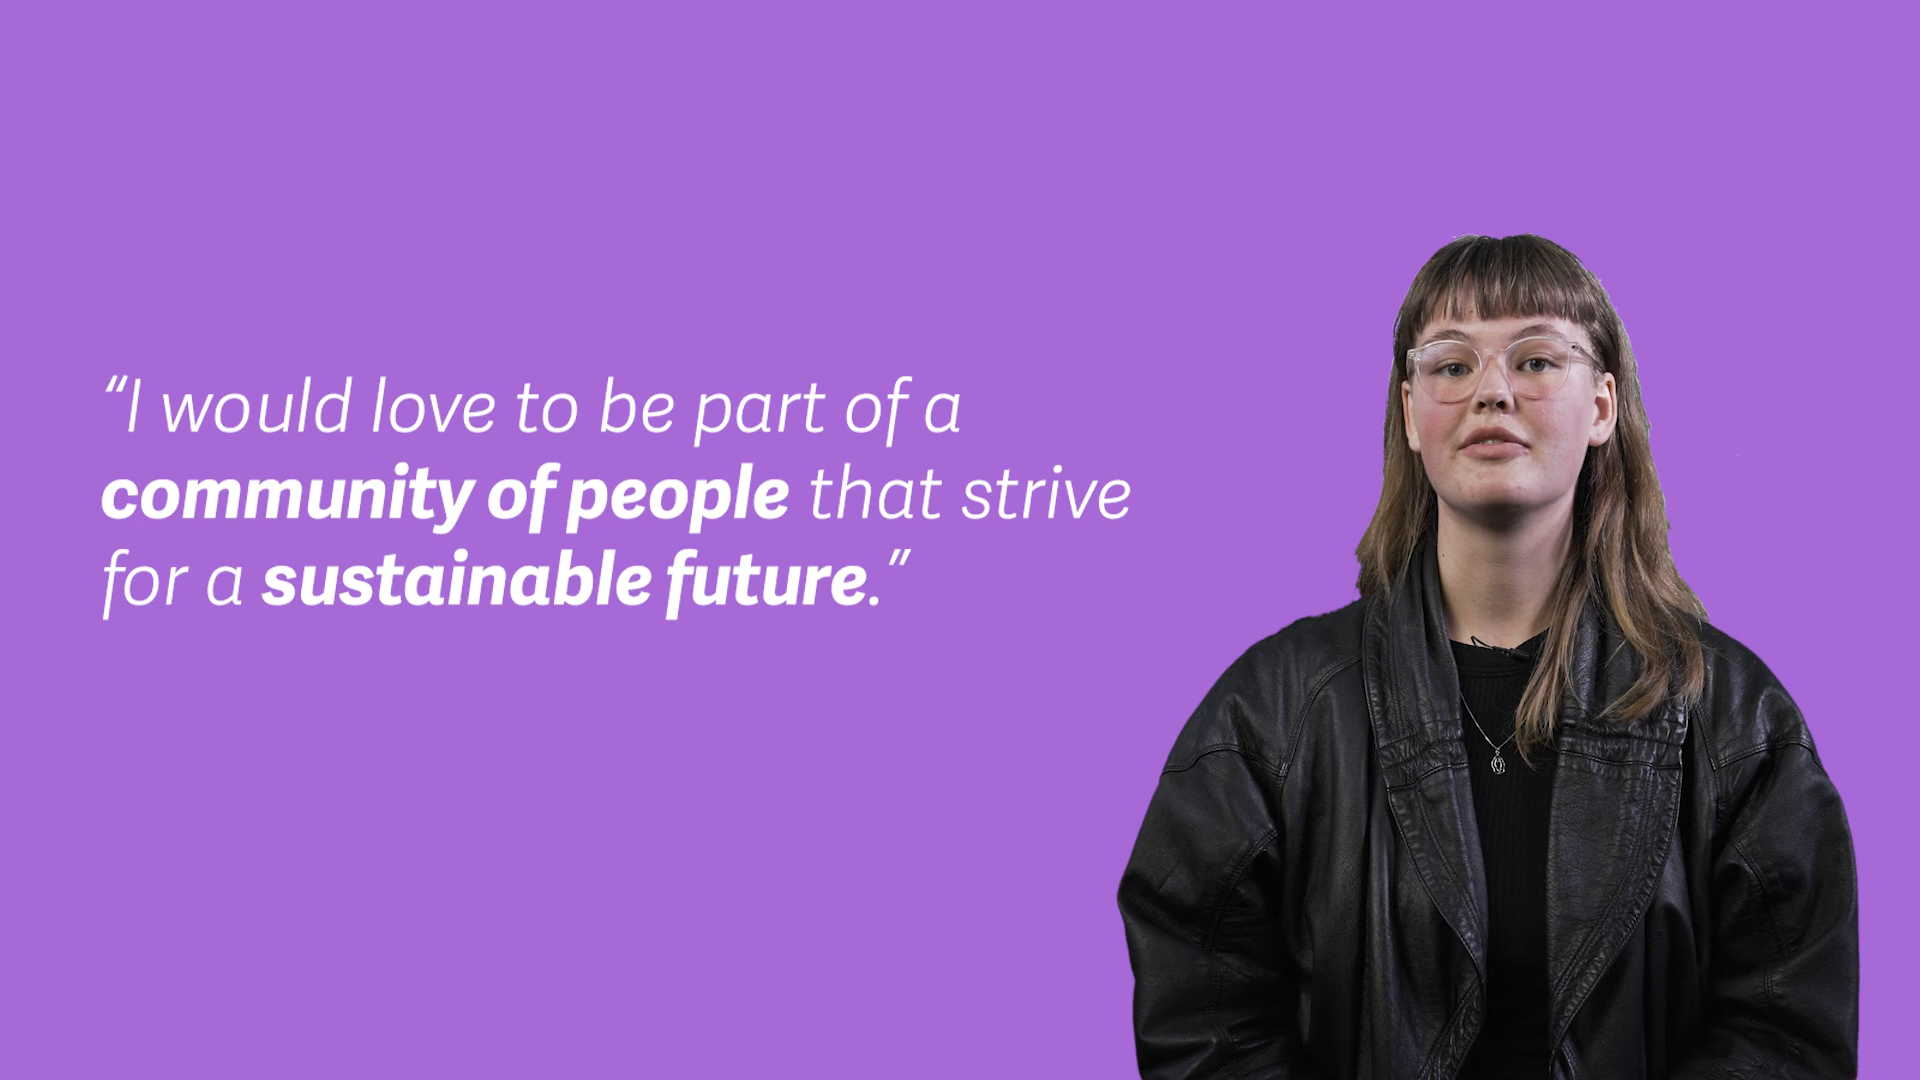 “I would love to be part of a
community of people that strive
for a sustainable future.”